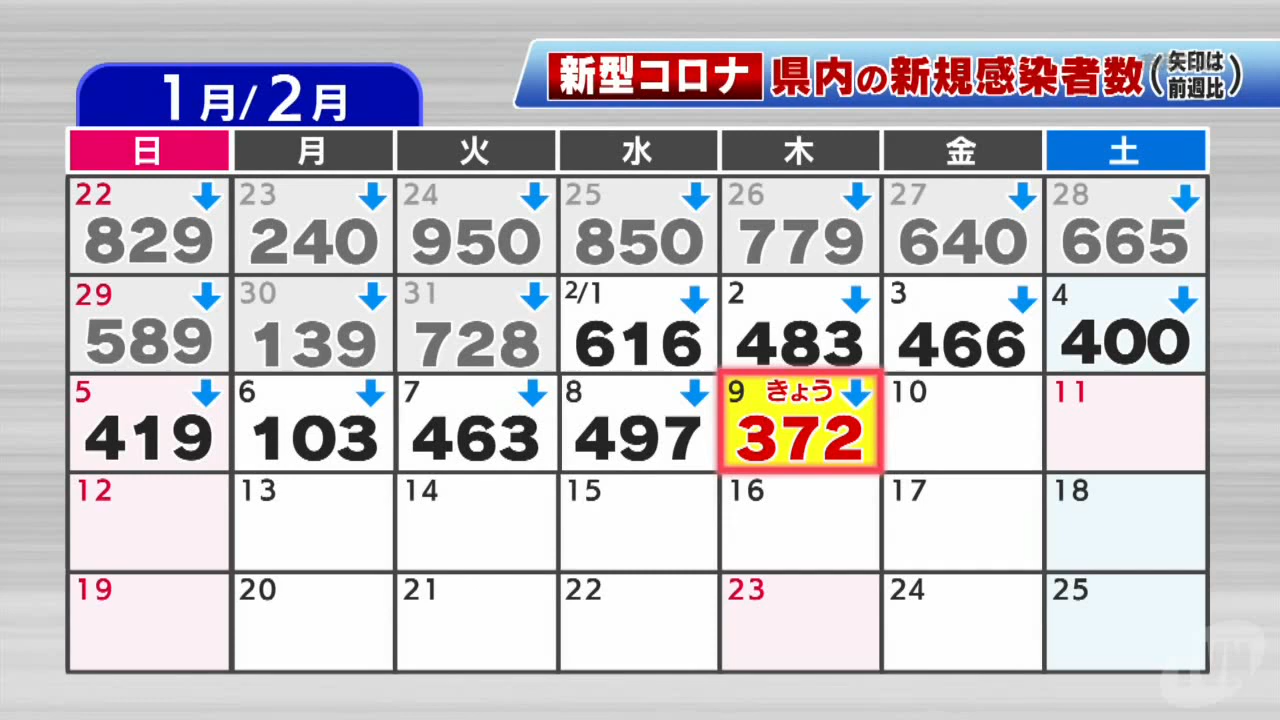 新型コロナ 県内の新規感染者数(矢印は前週比)
1月/2月
日 月 火 水 木 金 土
22 ↓ 23 ↓ 24 ↓ 25 ↓ 26 ↓ 27 ↓ 28 ↓
829 240 950 850 779 640 665
29 ↓ 30 ↓ 31 ↓ 2/1 ↓ 2 ↓ 3 ↓ 4 ↓
589 139 728 616 483 466 400
5 ↓ 6 ↓ 7 ↓ 8 ↓ 9 きょう ↓ 10 11
419 103 463 497 372
12 13 14 15 16 17 18
19 20 21 22 23 24 25